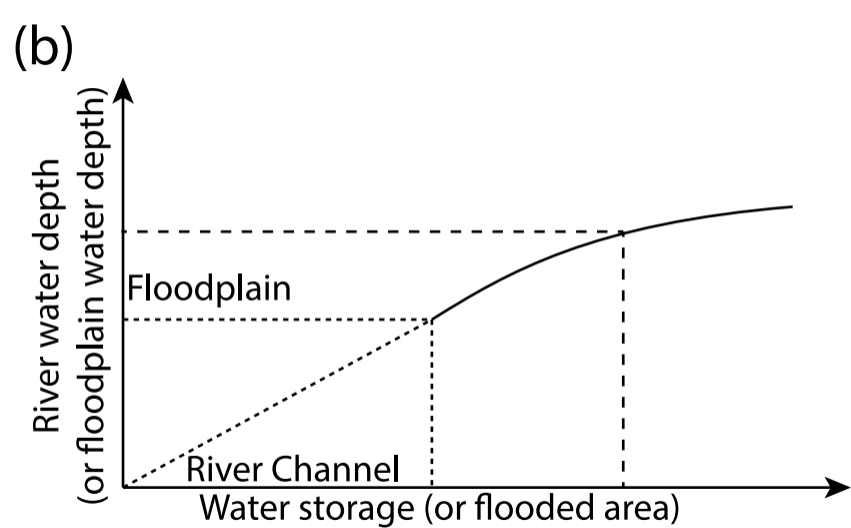 (b)
River water depth
(or floodplain water depth)
Floodplain
River Channel
Water storage (or flooded area)